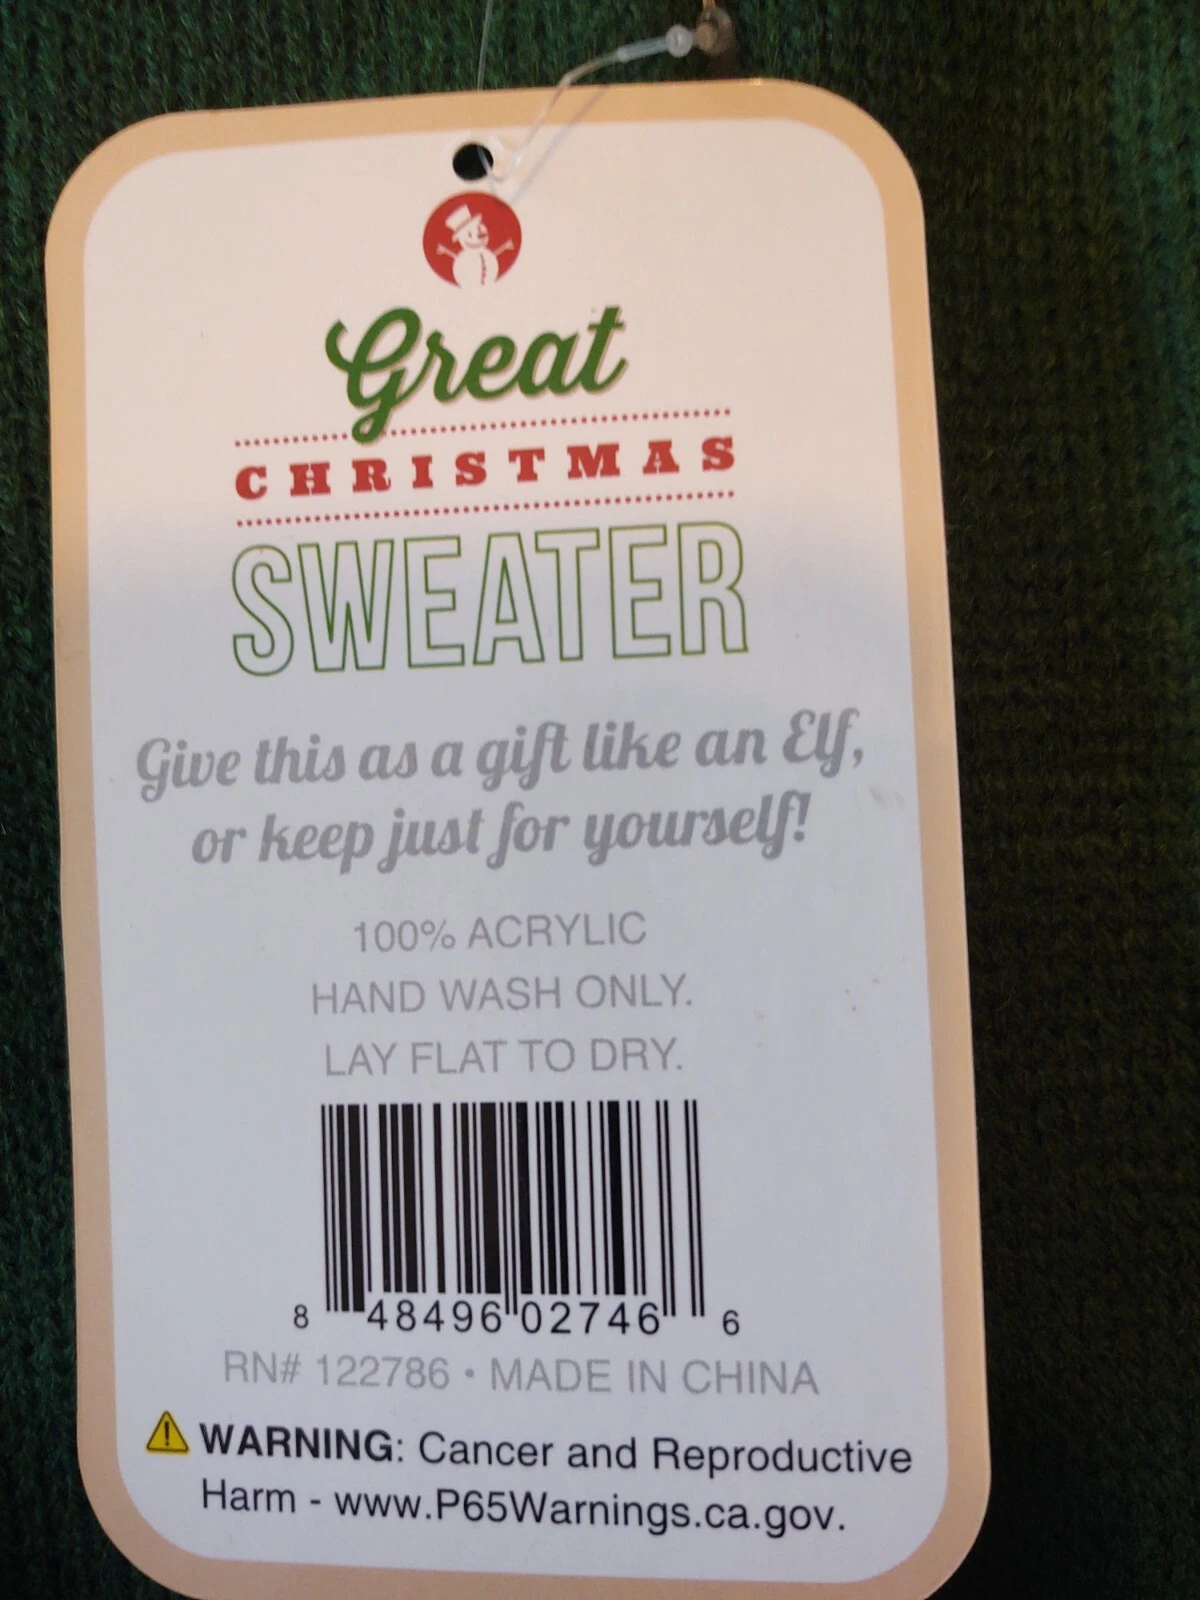 Great
CHRISTMAS
SWEATER
Give this as a gift like an Elf,
or keep just for yourself!
100% ACRYLIC
HAND WASH ONLY.
LAY FLAT TO DRY.
8 48496 02746 6
RN# 122786 • MADE IN CHINA
WARNING: Cancer and Reproductive
Harm - www.P65Warnings.ca.gov.